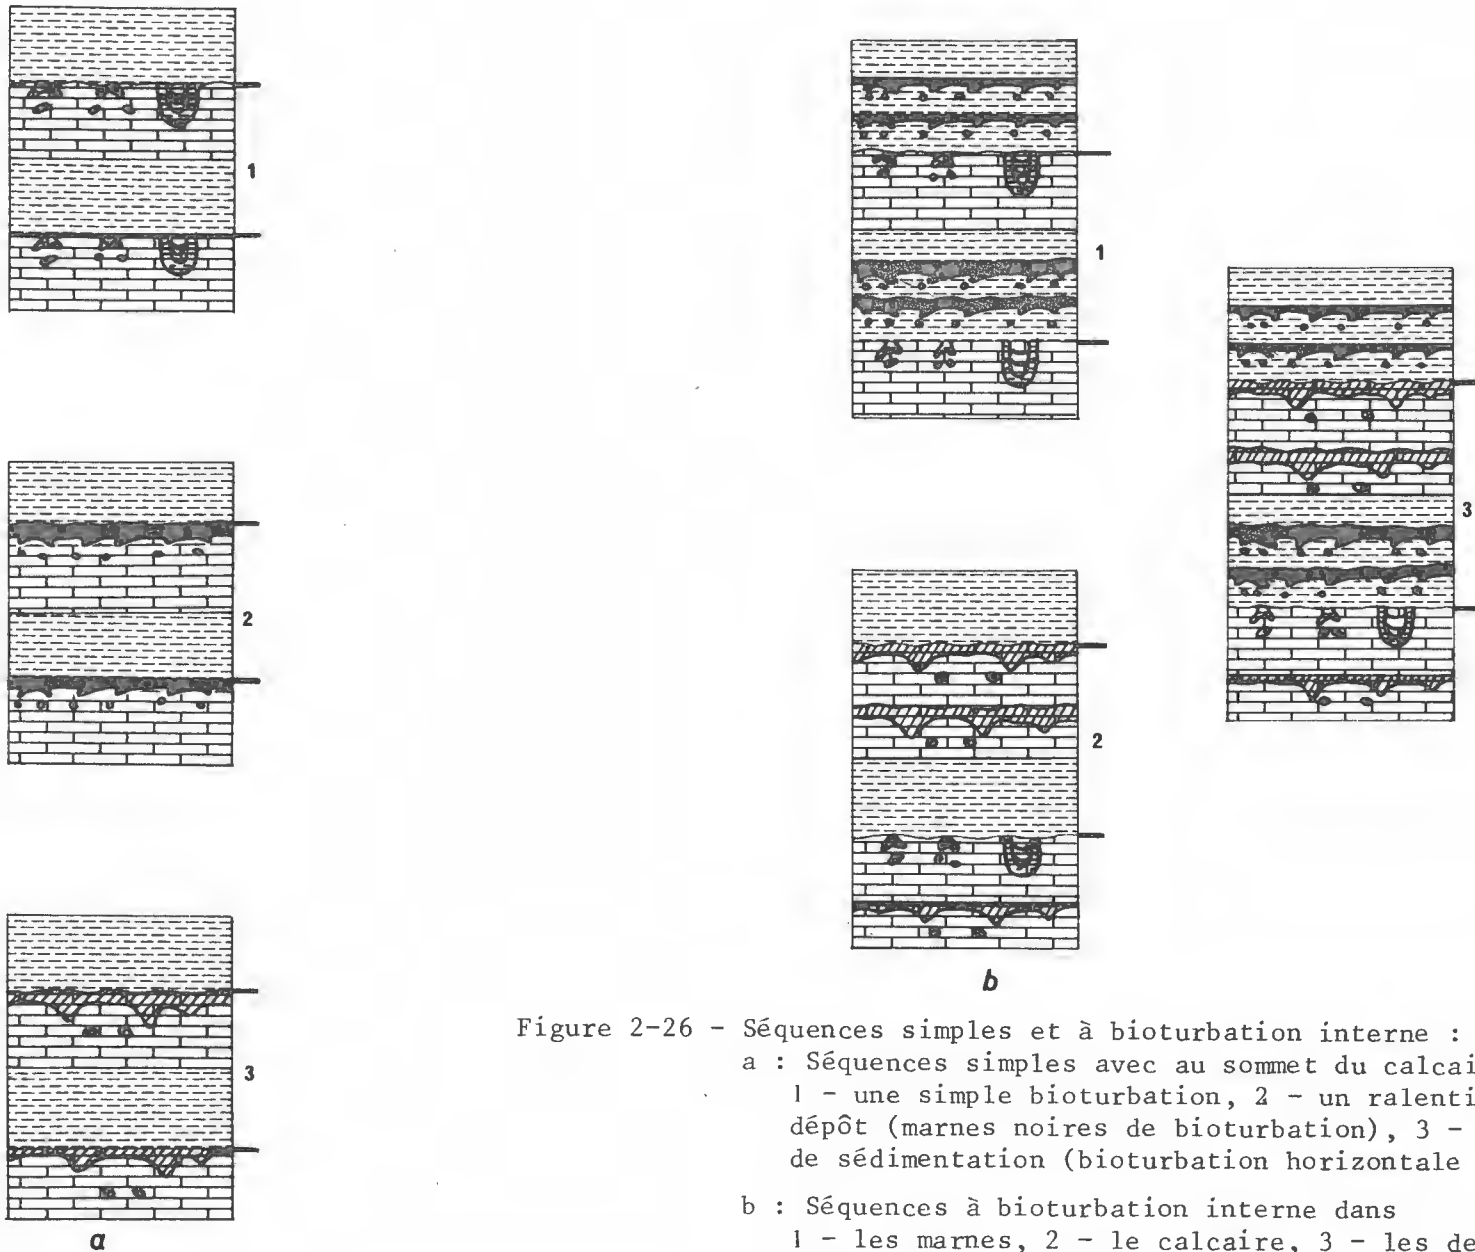 1
2
3
a
1
2
3
b
Figure 2-26 - Séquences simples et à bioturbation interne :
a : Séquences simples avec au sommet du calcai
1 - une simple bioturbation, 2 - un ralenti
dépôt (marnes noires de bioturbation), 3 -
de sédimentation (bioturbation horizontale
b : Séquences à bioturbation interne dans
1 - les marnes, 2 - le calcaire, 3 - les de